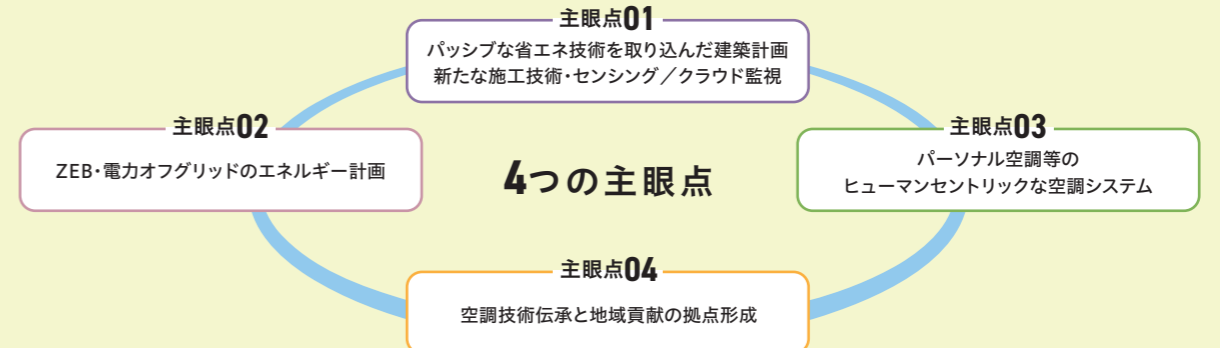 主眼点01
パッシブな省エネ技術を取り込んだ建築計画
新たな施工技術・センシング／クラウド監視
主眼点02
ZEB・電力オフグリッドのエネルギー計画
4つの主眼点
主眼点03
パーソナル空調等の
ヒューマンセントリックな空調システム
主眼点04
空調技術伝承と地域貢献の拠点形成